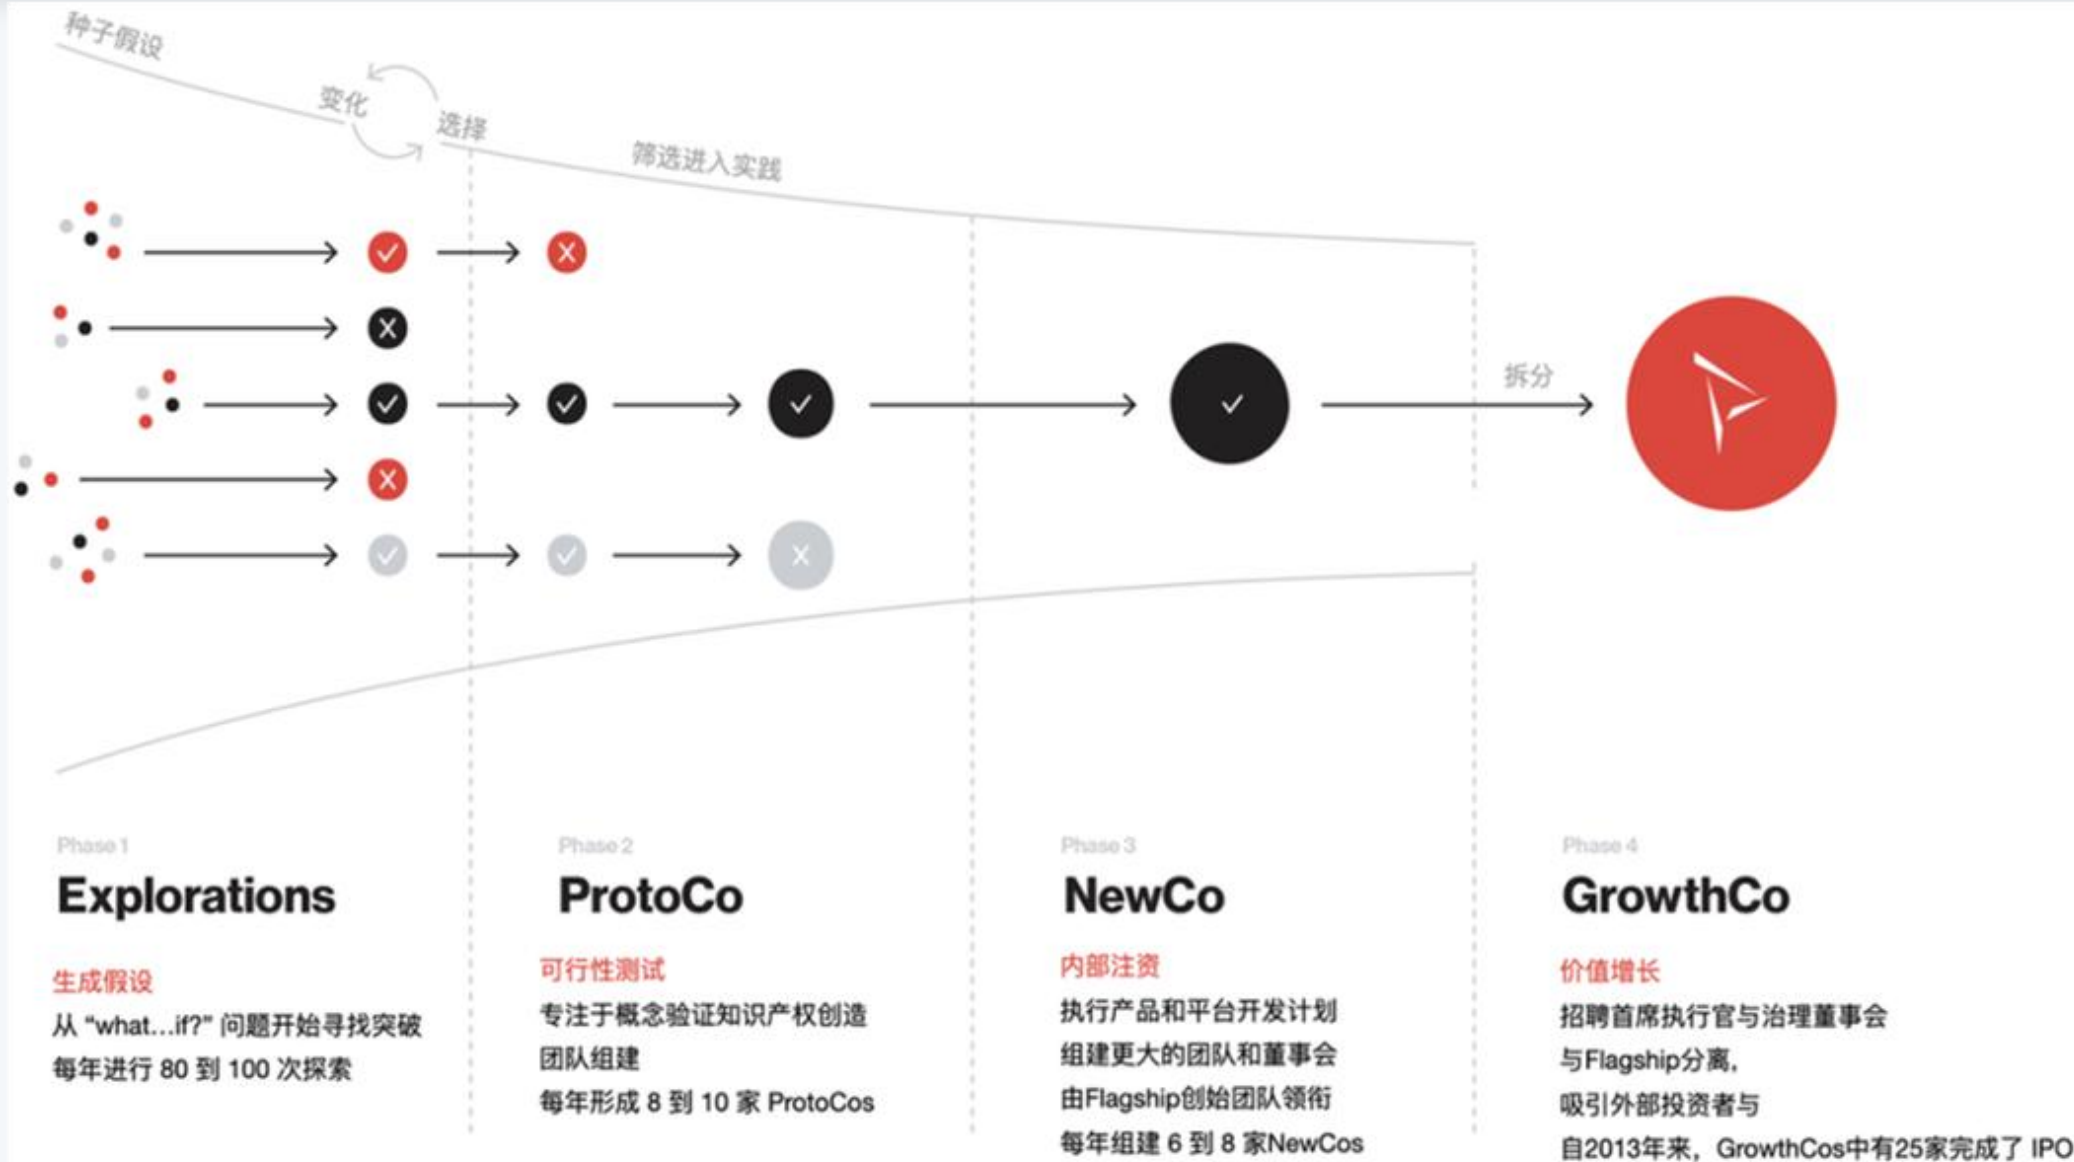 种子假设
变化
选择
筛选进入实践
拆分
Phase 1
Explorations
生成假设
从 “what...if?” 问题开始寻找突破
每年进行 80 到 100 次探索
Phase 2
ProtoCo
可行性测试
专注于概念验证知识产权创造
团队组建
每年形成 8 到 10 家 ProtoCos
Phase 3
NewCo
内部注资
执行产品和平台开发计划
组建更大的团队和董事会
由Flagship创始团队领衔
每年组建 6 到 8 家NewCos
Phase 4
GrowthCo
价值增长
招聘首席执行官与治理董事会
与Flagship分离,
吸引外部投资者与
自2013年来，GrowthCos中有25家完成了 IPO